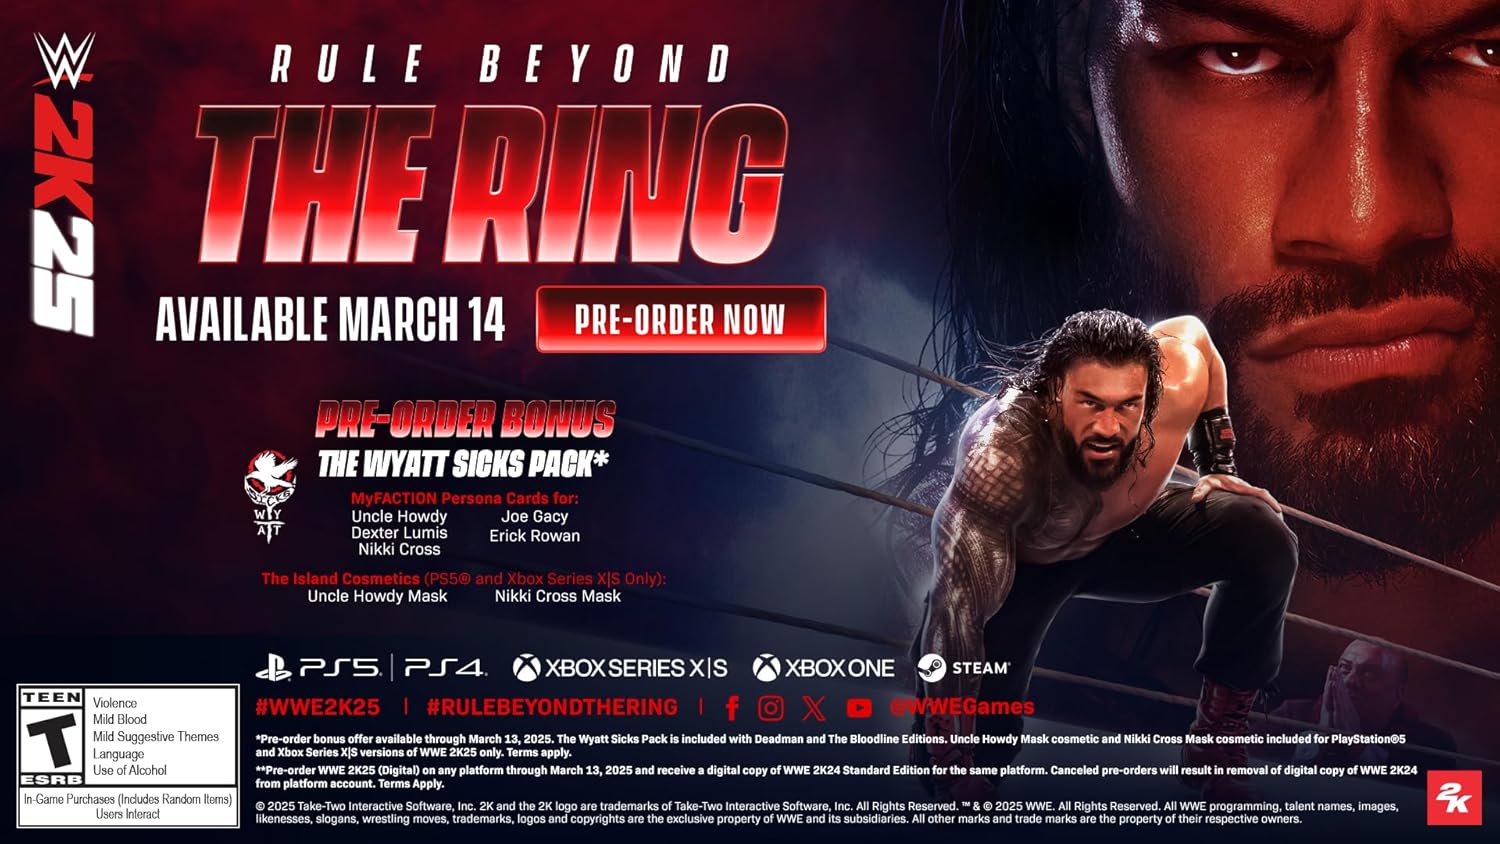 W
2K25
RULE BEYOND
THE RING
AVAILABLE MARCH 14
PRE-ORDER NOW
PRE-ORDER BONUS
THE WYATT SICKS PACK*
SICKS
WY
AT
MyFACTION Persona Cards for:
Uncle Howdy
Dexter Lumis
Nikki Cross
Joe Gacy
Erick Rowan
The Island Cosmetics (PS5® and Xbox Series X|S Only):
Uncle Howdy Mask Nikki Cross Mask
PS5 | PS4 XBOX SERIES X|S XBOX ONE STEAM®
#WWE2K25 | #RULEBEYONDTHERING | @WWEGames
TEEN
T
ESRB
Violence
Mild Blood
Mild Suggestive Themes
Language
Use of Alcohol
In-Game Purchases (Includes Random Items)
Users Interact
*Pre-order bonus offer available through March 13, 2025. The Wyatt Sicks Pack is included with Deadman and The Bloodline Editions. Uncle Howdy Mask cosmetic and Nikki Cross Mask cosmetic included for PlayStation®5
and Xbox Series X|S versions of WWE 2K25 only. Terms apply.
**Pre-order WWE 2K25 (Digital) on any platform through March 13, 2025 and receive a digital copy of WWE 2K24 Standard Edition for the same platform. Canceled pre-orders will result in removal of digital copy of WWE 2K24
from platform account. Terms Apply.
© 2025 Take-Two Interactive Software, Inc. 2K and the 2K logo are trademarks of Take-Two Interactive Software, Inc. All Rights Reserved. ™ & © 2025 WWE. All Rights Reserved. All WWE programming, talent names, images,
likenesses, slogans, wrestling moves, trademarks, logos and copyrights are the exclusive property of WWE and its subsidiaries. All other marks and trade marks are the property of their respective owners.
2K